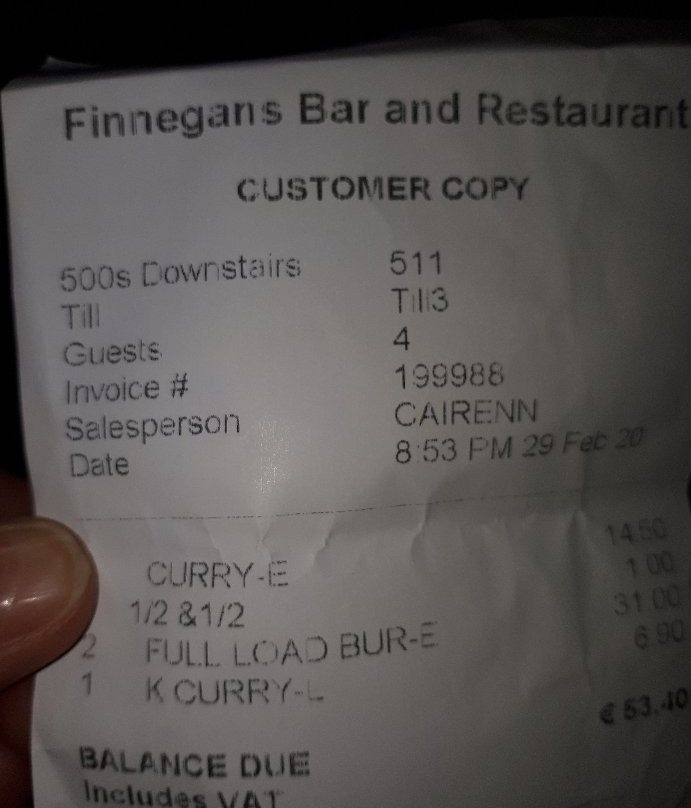 Finnegans Bar and Restaurant
CUSTOMER COPY
500s Downstairs 511
Till Till3
Guests 4
Invoice # 199988
Salesperson CAIRENN
Date 8:53 PM 29 Feb 20
CURRY-E 14.50
1/2 &1/2 1.00
2 FULL LOAD BUR-E 31.00
1 K CURRY-L 6.90
BALANCE DUE € 53.40
Includes VAT